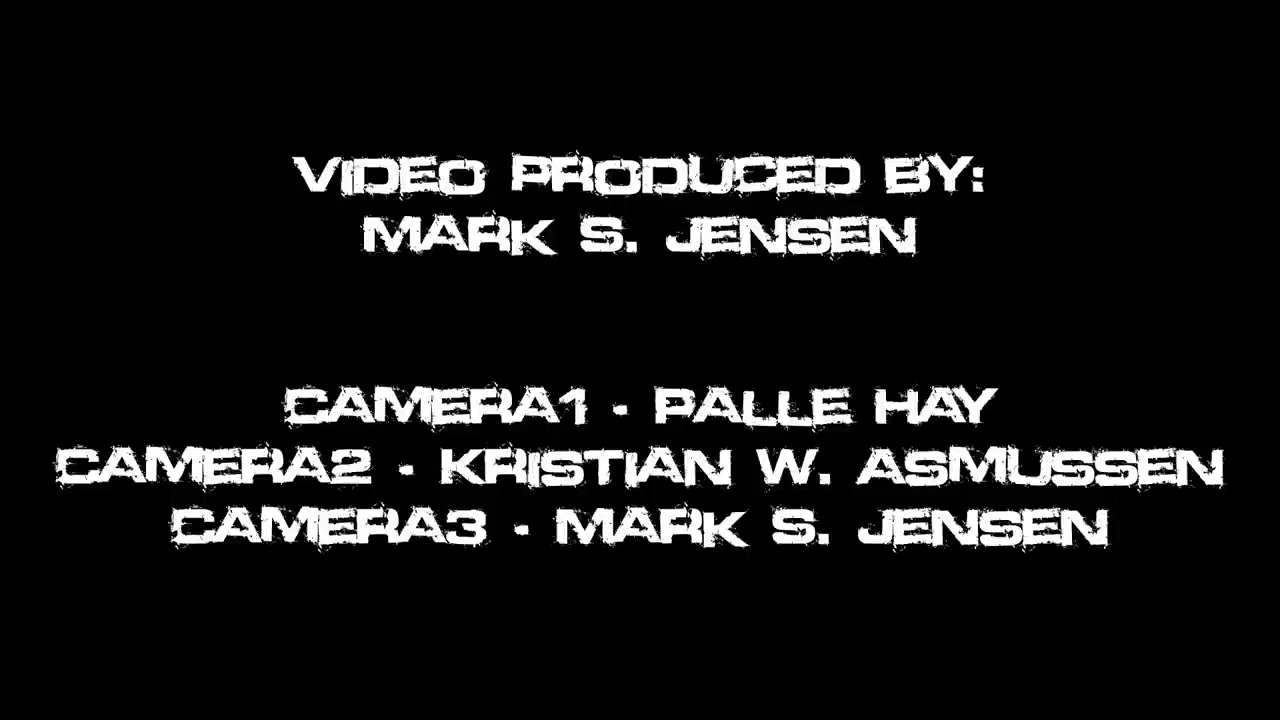 VIDEO PRODUCED BY:
MARK S. JENSEN
CAMERA1 - PALLE HAY
CAMERA2 - KRISTIAN W. ASMUSSEN
CAMERA3 - MARK S. JENSEN